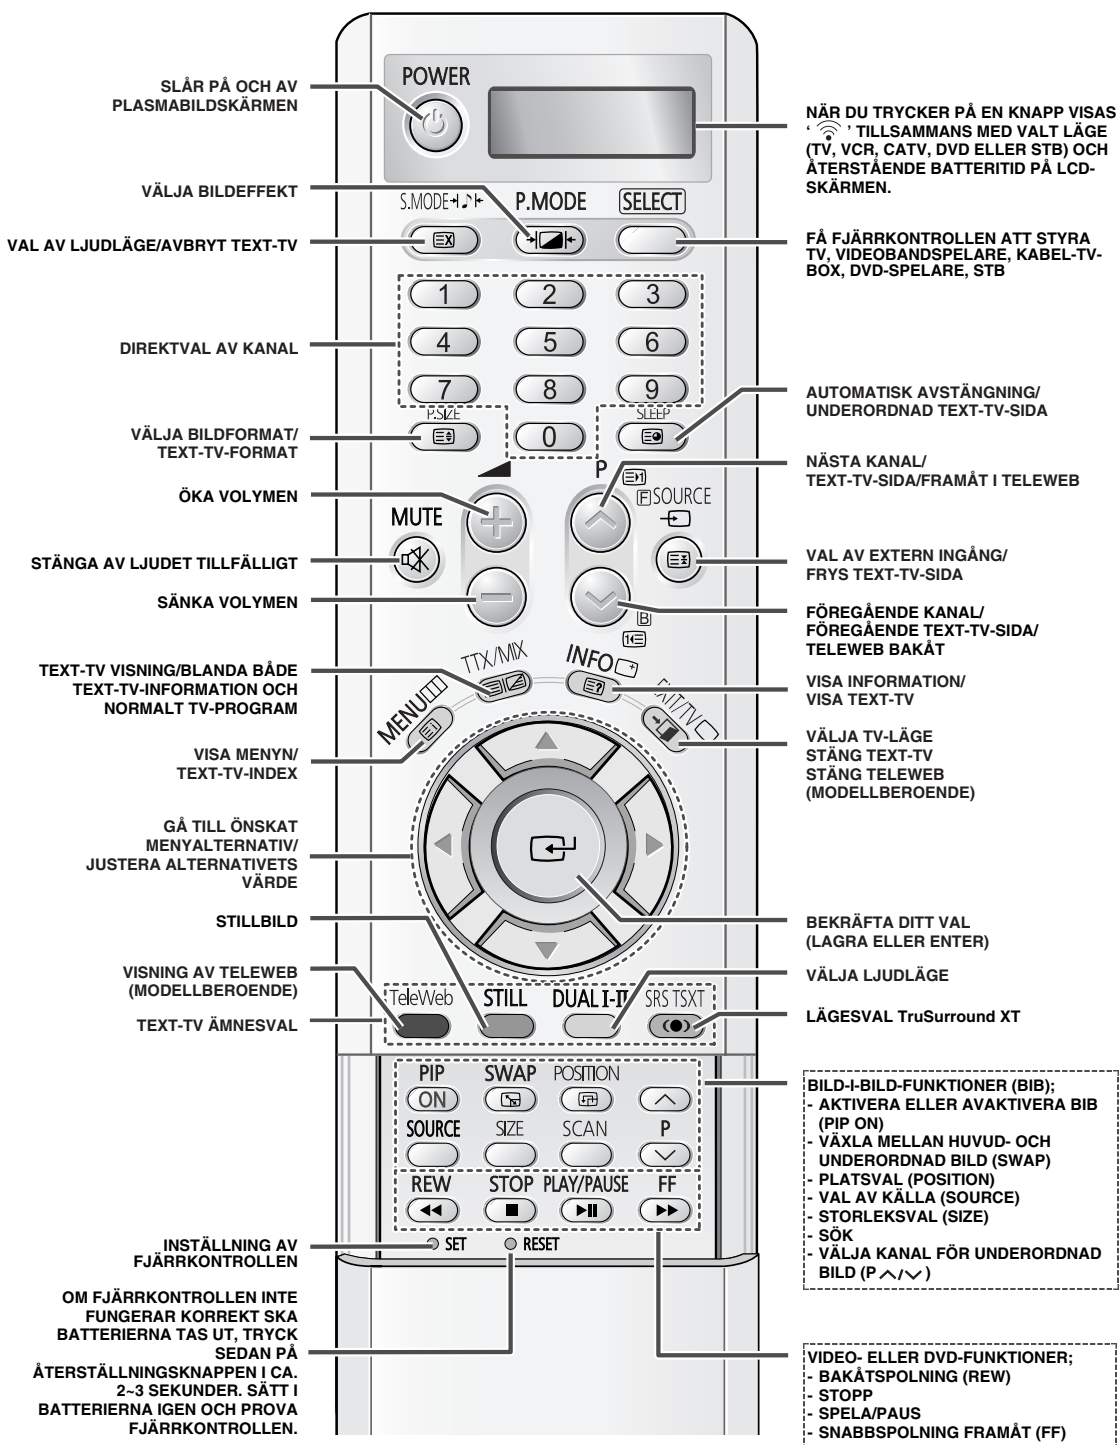 SLÅR PÅ OCH AV
PLASMABILDSKÄRMEN
VÄLJA BILDEFFEKT
VAL AV LJUDLÄGE/AVBRYT TEXT-TV
DIREKTVAL AV KANAL
VÄLJA BILDFORMAT/
TEXT-TV-FORMAT
ÖKA VOLYMEN
STÄNGA AV LJUDET TILLFÄLLIGT
SÄNKA VOLYMEN
TEXT-TV VISNING/BLANDA BÅDE
TEXT-TV-INFORMATION OCH
NORMALT TV-PROGRAM
VISA MENYN/
TEXT-TV-INDEX
GÅ TILL ÖNSKAT
MENYALTERNATIV/
JUSTERA ALTERNATIVETS
VÄRDE
STILLBILD
VISNING AV TELEWEB
(MODELLBEROENDE)
TEXT-TV ÄMNESVAL
INSTÄLLNING AV
FJÄRRKONTROLLEN
OM FJÄRRKONTROLLEN INTE
FUNGERAR KORREKT SKA
BATTERIERNA TAS UT, TRYCK
SEDAN PÅ
ÅTERSTÄLLNINGSKNAPPEN I CA.
2~3 SEKUNDER. SÄTT I
BATTERIERNA IGEN OCH PROVA
FJÄRRKONTROLLEN.
POWER
S.MODE P.MODE SELECT
1 2 3
4 5 6
7 8 9
P.SIZE SLEEP
0
P
F SOURCE
MUTE
B
TTX/MIX INFO
MENU EXIT/TV
TeleWeb STILL DUAL I-II SRS TSXT
PIP SWAP POSITION
ON
SOURCE SIZE SCAN P
REW STOP PLAY/PAUSE FF
SET RESET
NÄR DU TRYCKER PÅ EN KNAPP VISAS
‘ ’ TILLSAMMANS MED VALT LÄGE
(TV, VCR, CATV, DVD ELLER STB) OCH
ÅTERSTÅENDE BATTERITID PÅ LCD-
SKÄRMEN.
FÅ FJÄRRKONTROLLEN ATT STYRA
TV, VIDEOBANDSPELARE, KABEL-TV-
BOX, DVD-SPELARE, STB
AUTOMATISK AVSTÄNGNING/
UNDERORDNAD TEXT-TV-SIDA
NÄSTA KANAL/
TEXT-TV-SIDA/FRAMÅT I TELEWEB
VAL AV EXTERN INGÅNG/
FRYS TEXT-TV-SIDA
FÖREGÅENDE KANAL/
FÖREGÅENDE TEXT-TV-SIDA/
TELEWEB BAKÅT
VISA INFORMATION/
VISA TEXT-TV
VÄLJA TV-LÄGE
STÄNG TEXT-TV
STÄNG TELEWEB
(MODELLBEROENDE)
BEKRÄFTA DITT VAL
(LAGRA ELLER ENTER)
VÄLJA LJUDLÄGE
LÄGESVAL TruSurround XT
BILD-I-BILD-FUNKTIONER (BIB);
- AKTIVERA ELLER AVAKTIVERA BIB
(PIP ON)
- VÄXLA MELLAN HUVUD- OCH
UNDERORDNAD BILD (SWAP)
- PLATSVAL (POSITION)
- VAL AV KÄLLA (SOURCE)
- STORLEKSVAL (SIZE)
- SÖK
- VÄLJA KANAL FÖR UNDERORDNAD
BILD (P / )
VIDEO- ELLER DVD-FUNKTIONER;
- BAKÅTSPOLNING (REW)
- STOPP
- SPELA/PAUS
- SNABBSPOLNING FRAMÅT (FF)